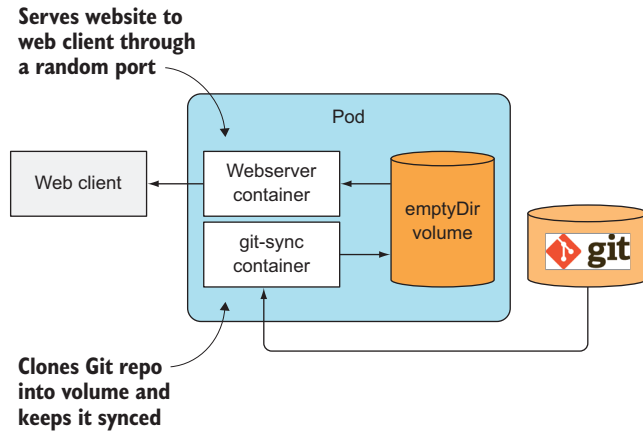 Serves website to
web client through
a random port
Pod
Web client
Webserver
container
emptyDir
volume
git-sync
container
git
Clones Git repo
into volume and
keeps it synced